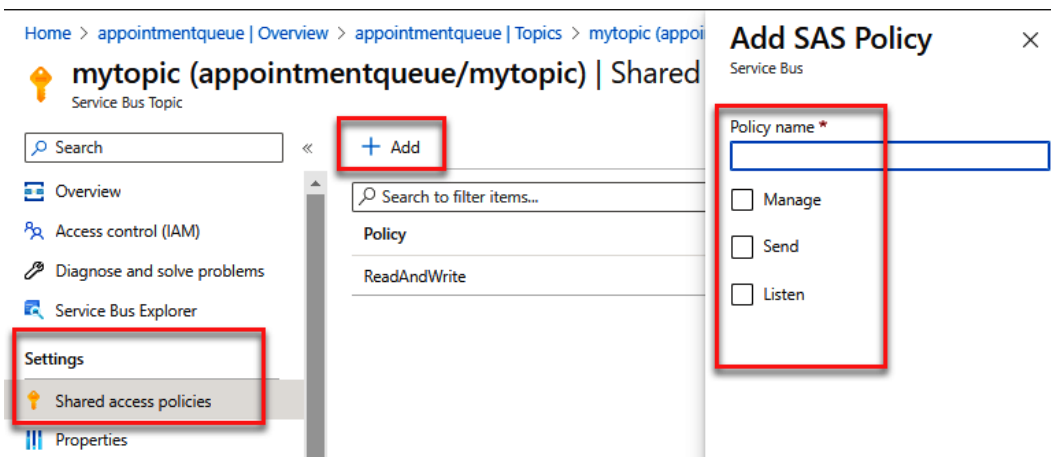 Home > appointmentqueue | Overview > appointmentqueue | Topics > mytopic (appoi
mytopic (appointmentqueue/mytopic) | Shared
Service Bus Topic
Search
«
Overview
Access control (IAM)
Diagnose and solve problems
Service Bus Explorer
Settings
Shared access policies
Properties
+ Add
Search to filter items...
Policy
ReadAndWrite
Add SAS Policy
Service Bus
Policy name *
Manage
Send
Listen